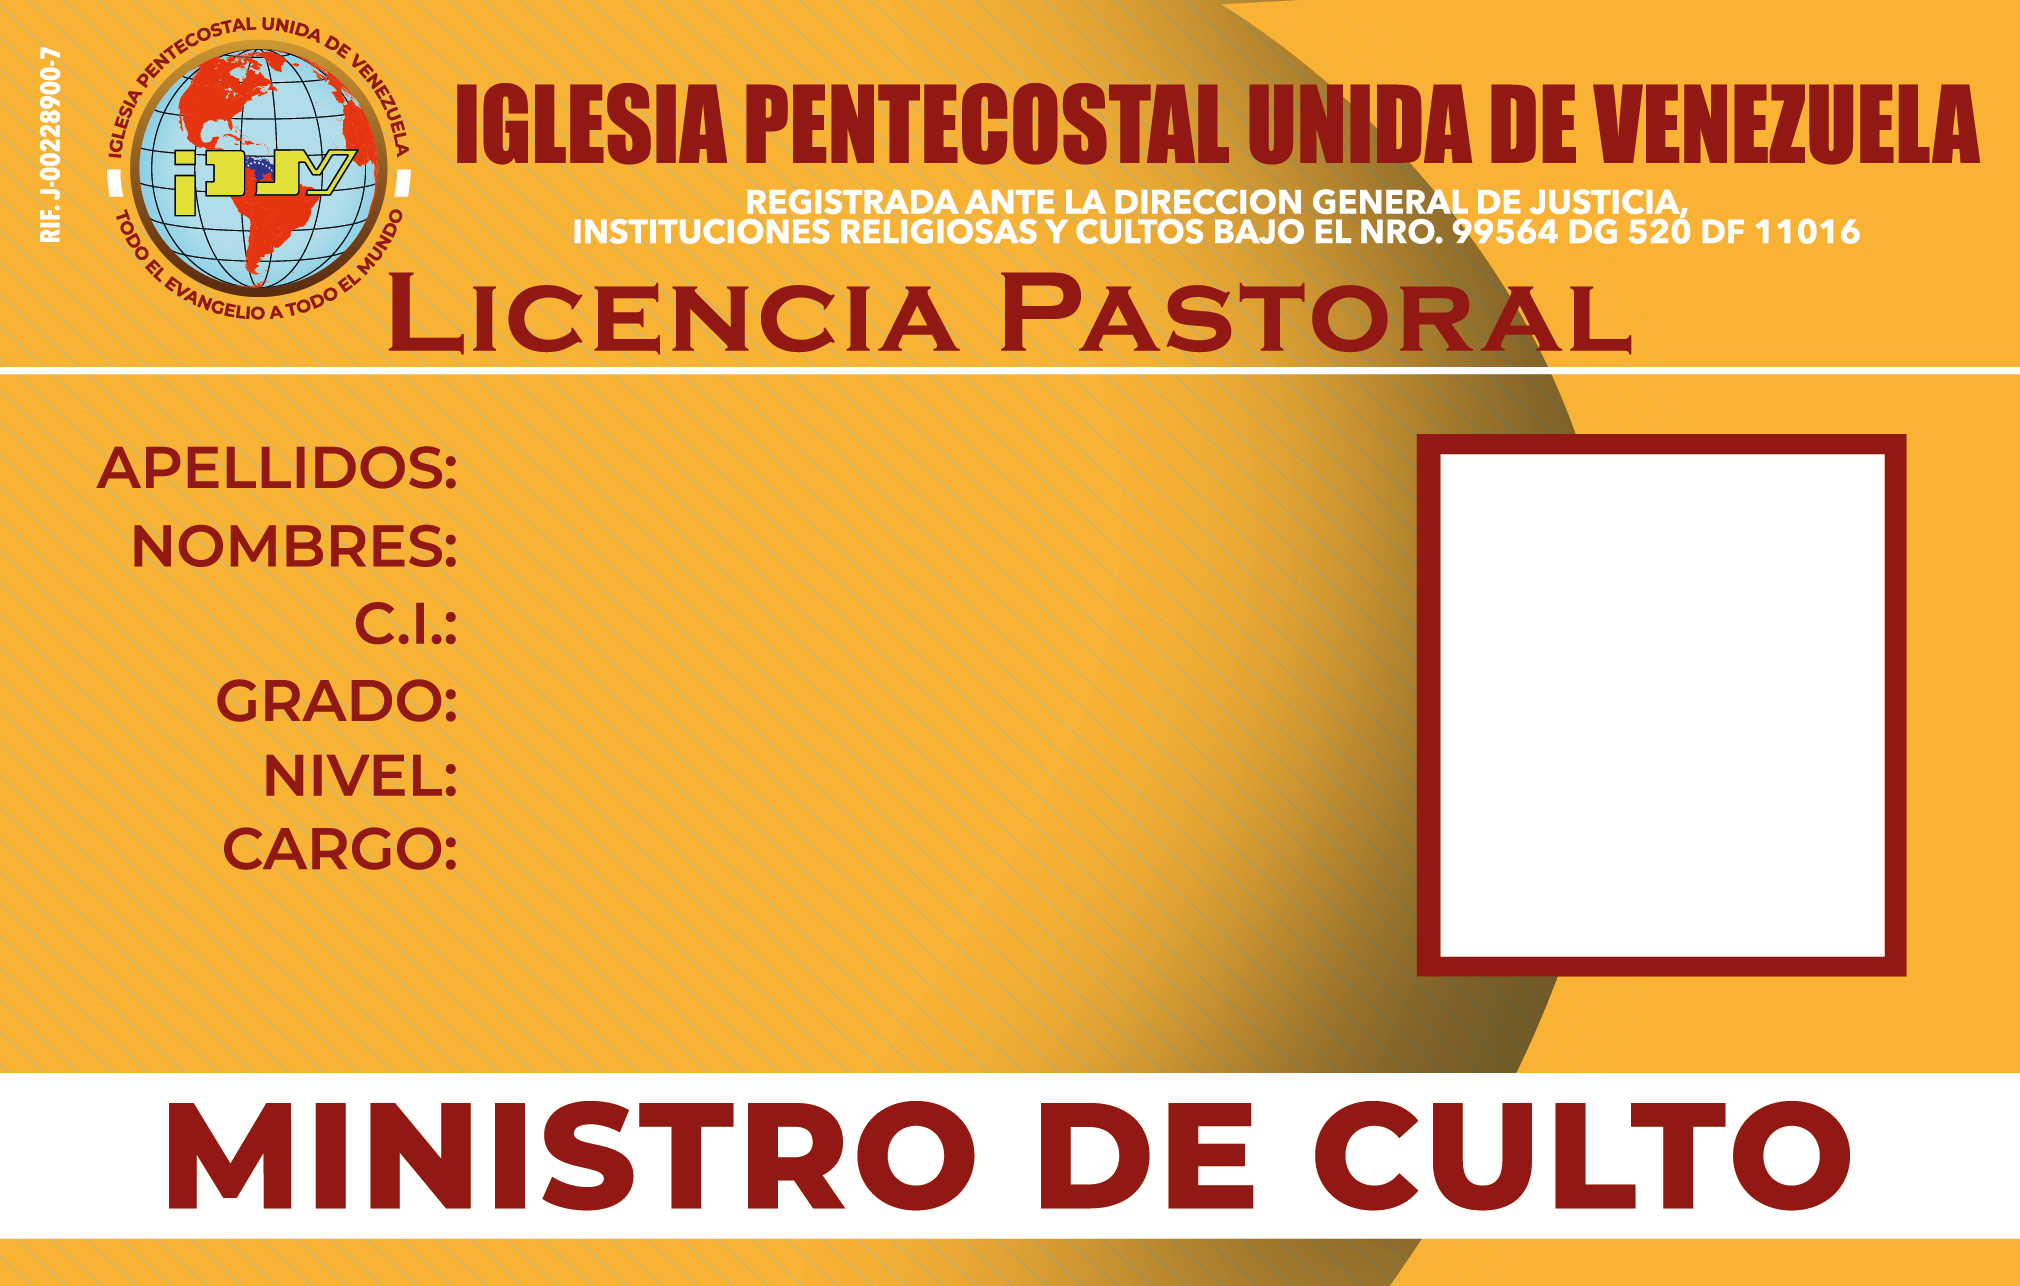 RIF. J-00228900-7
IGLESIA PENTECOSTAL UNIDA DE VENEZUELA
ipuv
TODO EL EVANGELIO A TODO EL MUNDO
IGLESIA PENTECOSTAL UNIDA DE VENEZUELA
REGISTRADA ANTE LA DIRECCION GENERAL DE JUSTICIA,
INSTITUCIONES RELIGIOSAS Y CULTOS BAJO EL NRO. 99564 DG 520 DF 11016
LICENCIA PASTORAL
APELLIDOS:
NOMBRES:
C.I.:
GRADO:
NIVEL:
CARGO:
MINISTRO DE CULTO